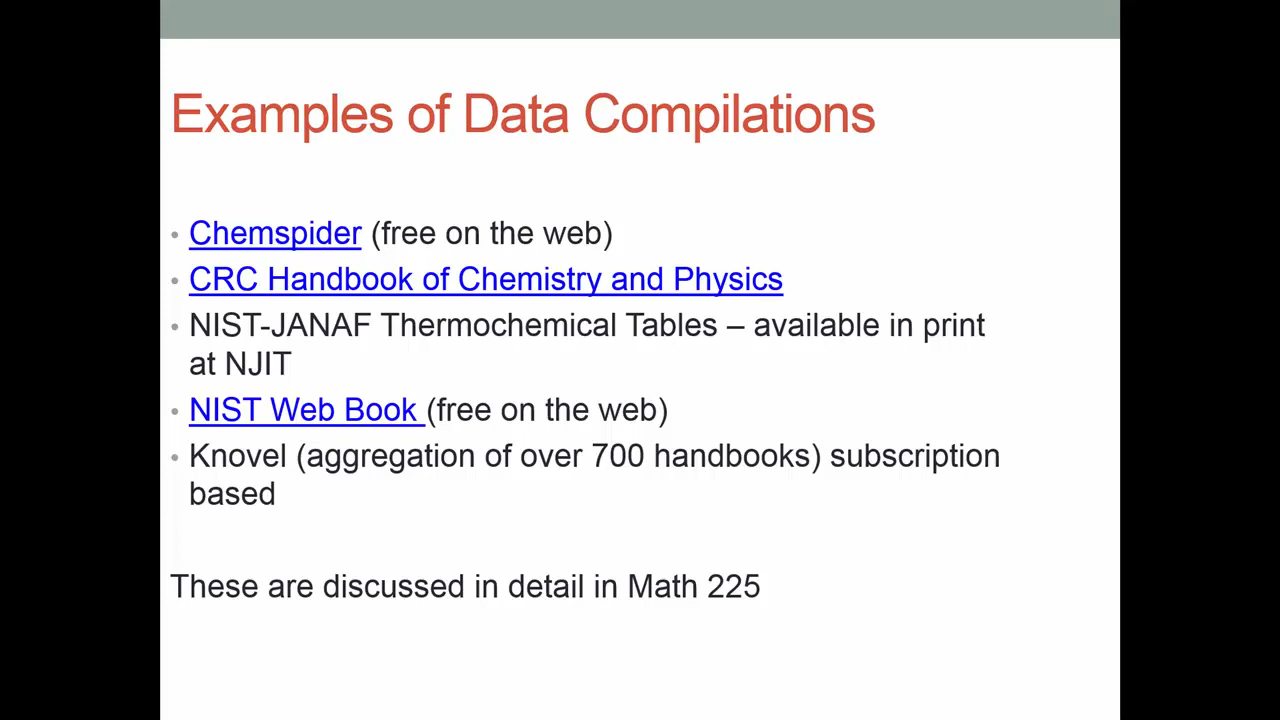 Examples of Data Compilations
• Chemspider (free on the web)
• CRC Handbook of Chemistry and Physics
• NIST-JANAF Thermochemical Tables – available in print
at NJIT
• NIST Web Book (free on the web)
• Knovel (aggregation of over 700 handbooks) subscription
based
These are discussed in detail in Math 225